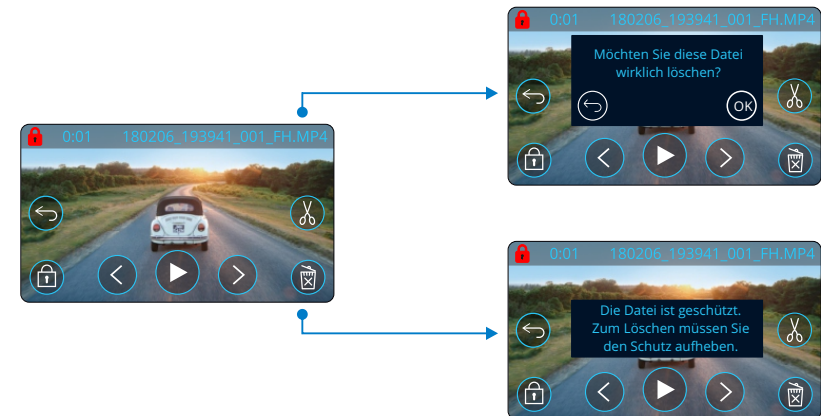 0:01 180206_193941_001_FH.MP4
Möchten Sie diese Datei
wirklich löschen?
OK
0:01 180206_193941_001_FH.MP4
0:01 180206_193941_001_FH.MP4
Die Datei ist geschützt.
Zum Löschen müssen Sie
den Schutz aufheben.